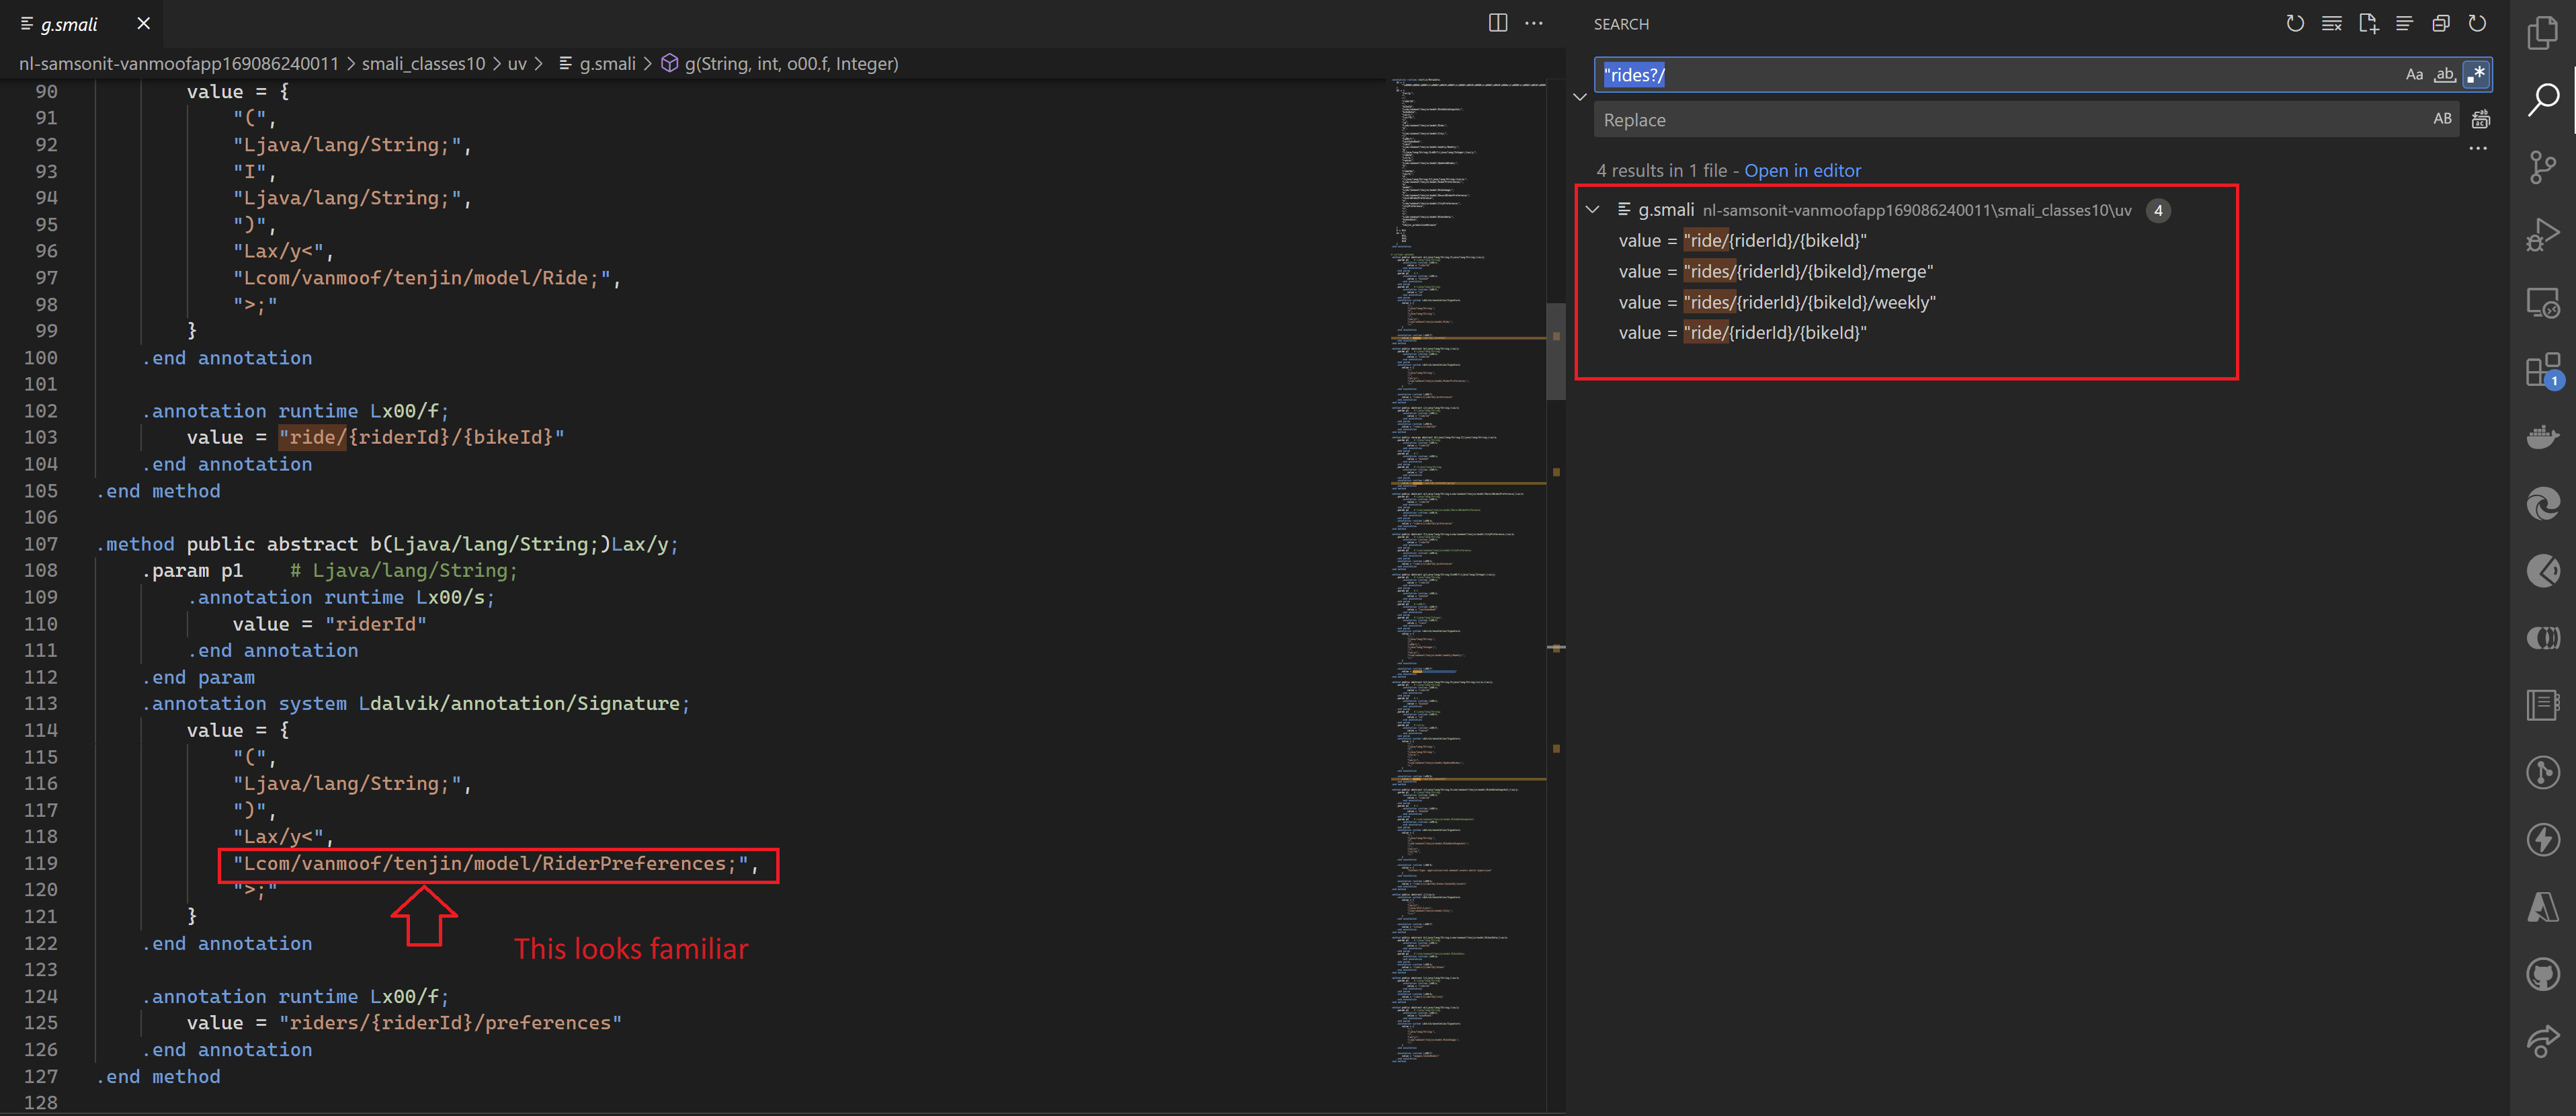 g.smali
nl-samsonit-vanmoofapp169086240011 > smali_classes10 > uv > g.smali > g(String, int, o00.f, Integer)
90 value = {
91 "(",
92 "Ljava/lang/String;",
93 "I",
94 "Ljava/lang/String;",
95 ")",
96 "Lax/y<",
97 "Lcom/vanmoof/tenjin/model/Ride;",
98 ">;"
99 }
100 .end annotation
101
102 .annotation runtime Lx00/f;
103 value = "ride/{riderId}/{bikeId}"
104 .end annotation
105 .end method
106
107 .method public abstract b(Ljava/lang/String;)Lax/y;
108 .param p1 # Ljava/lang/String;
109 .annotation runtime Lx00/s;
110 value = "riderId"
111 .end annotation
112 .end param
113 .annotation system Ldalvik/annotation/Signature;
114 value = {
115 "(",
116 "Ljava/lang/String;",
117 ")",
118 "Lax/y<",
119 "Lcom/vanmoof/tenjin/model/RiderPreferences;",
120 ">;"
121 }
122 .end annotation
This looks familiar
123
124 .annotation runtime Lx00/f;
125 value = "riders/{riderId}/preferences"
126 .end annotation
127 .end method
128
SEARCH
"rides?/
Aa ab .*
Replace
AB
4 results in 1 file - Open in editor
g.smali nl-samsonit-vanmoofapp169086240011\smali_classes10\uv 4
value = "ride/{riderId}/{bikeId}"
value = "rides/{riderId}/{bikeId}/merge"
value = "rides/{riderId}/{bikeId}/weekly"
value = "ride/{riderId}/{bikeId}"
1